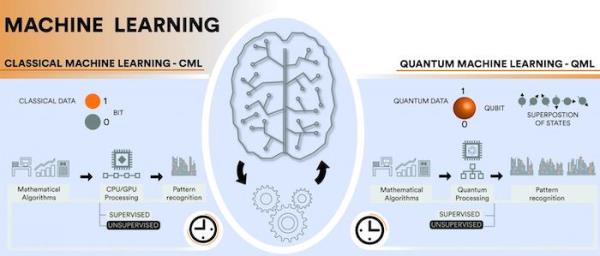 MACHINE LEARNING
CLASSICAL MACHINE LEARNING - CML
CLASSICAL DATA
1
BIT
0
Mathematical
Algorithms
CPU/GPU
Processing
Pattern
recognition
SUPERVISED
UNSUPERVISED
QUANTUM MACHINE LEARNING - QML
1
QUANTUM DATA
QUBIT
0
SUPERPOSTION
OF STATES
Mathematical
Algorithms
Quantum
Processing
Pattern
recognition
SUPERVISED
UNSUPERVISED